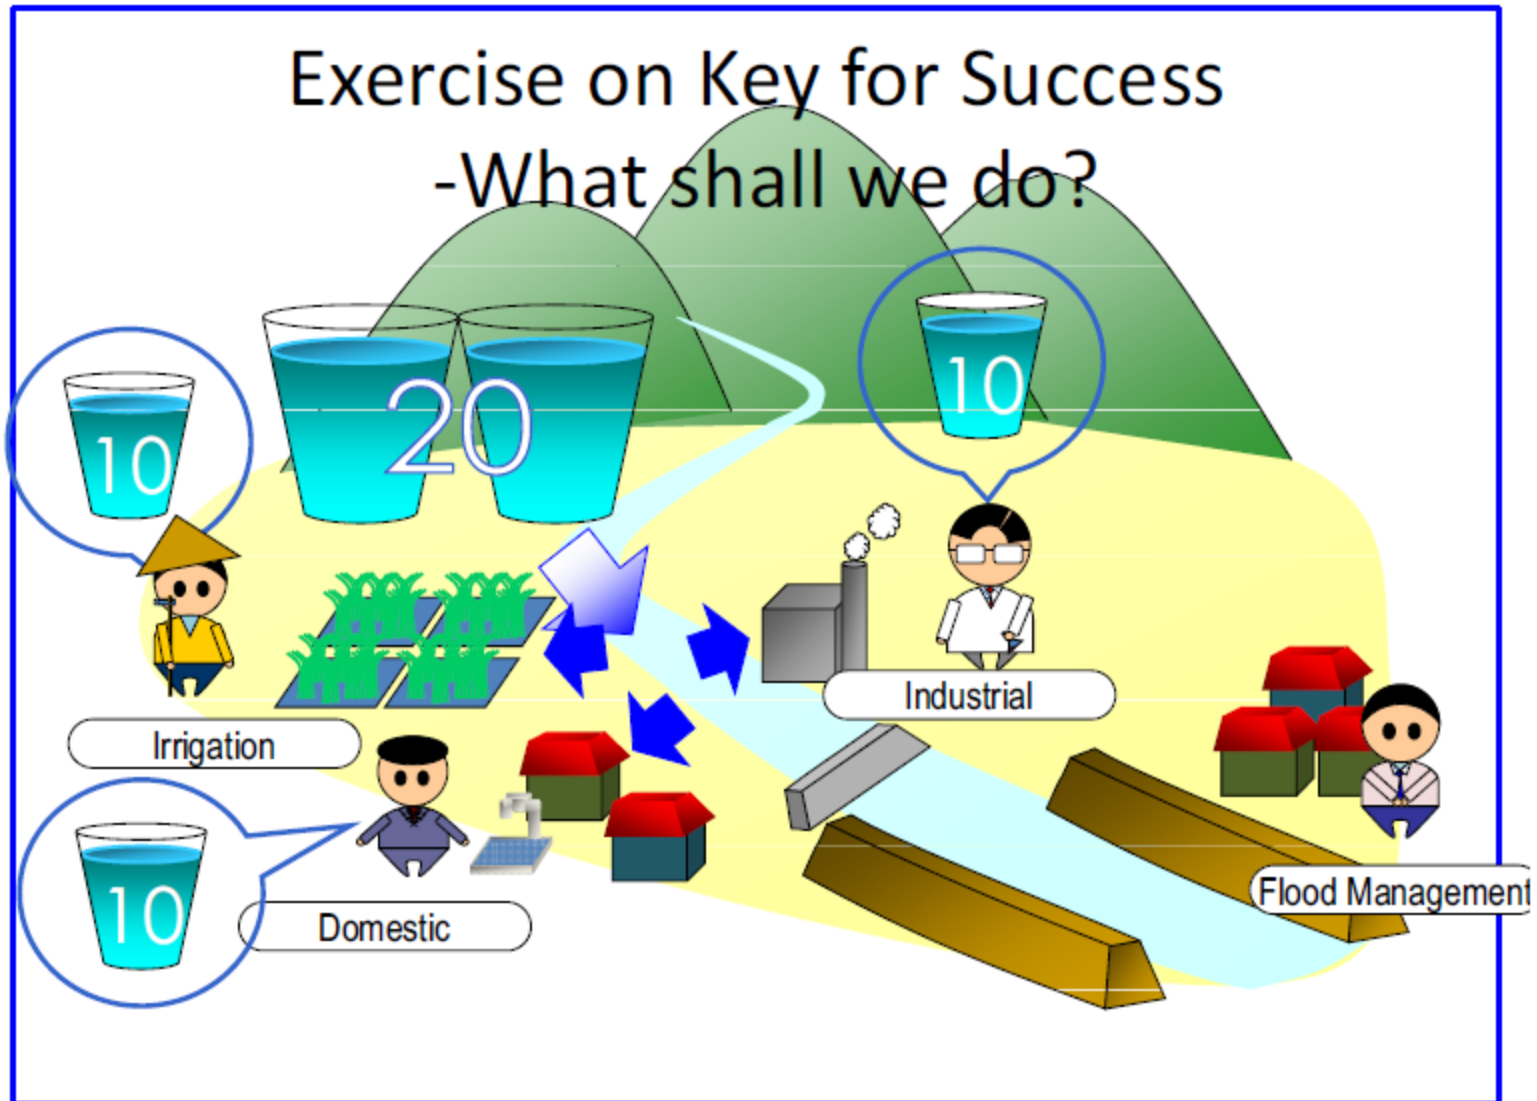 Exercise on Key for Success
-What shall we do?
10
20
10
Irrigation
Industrial
10
Domestic
Flood Management